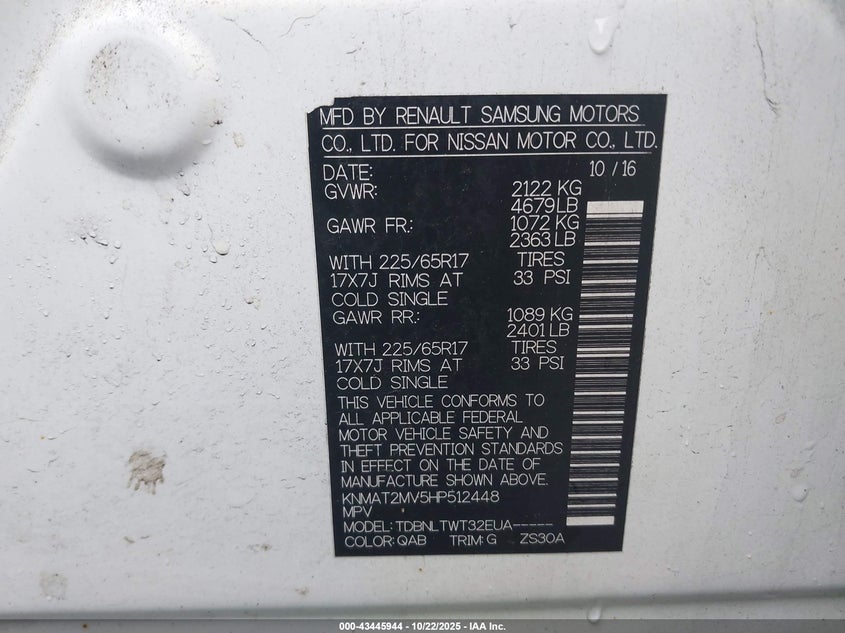 MFD BY RENAULT SAMSUNG MOTORS
CO., LTD. FOR NISSAN MOTOR CO., LTD.
DATE: 10 / 16
GVWR: 2122 KG
4679LB
GAWR FR.: 1072 KG
2363LB
WITH 225/65R17 TIRES
17X7J RIMS AT 33 PSI
COLD SINGLE
GAWR RR.: 1089 KG
2401LB
WITH 225/65R17 TIRES
17X7J RIMS AT 33 PSI
COLD SINGLE
THIS VEHICLE CONFORMS TO
ALL APPLICABLE FEDERAL
MOTOR VEHICLE SAFETY AND
THEFT PREVENTION STANDARDS
IN EFFECT ON THE DATE OF
MANUFACTURE SHOWN ABOVE.
KNMAT2MV5HP512448
MPV
MODEL: TDBNLTWT32EUA-----
COLOR: QAB TRIM: G ZS30A
000-43445944 - 10/22/2025 - IAA Inc.